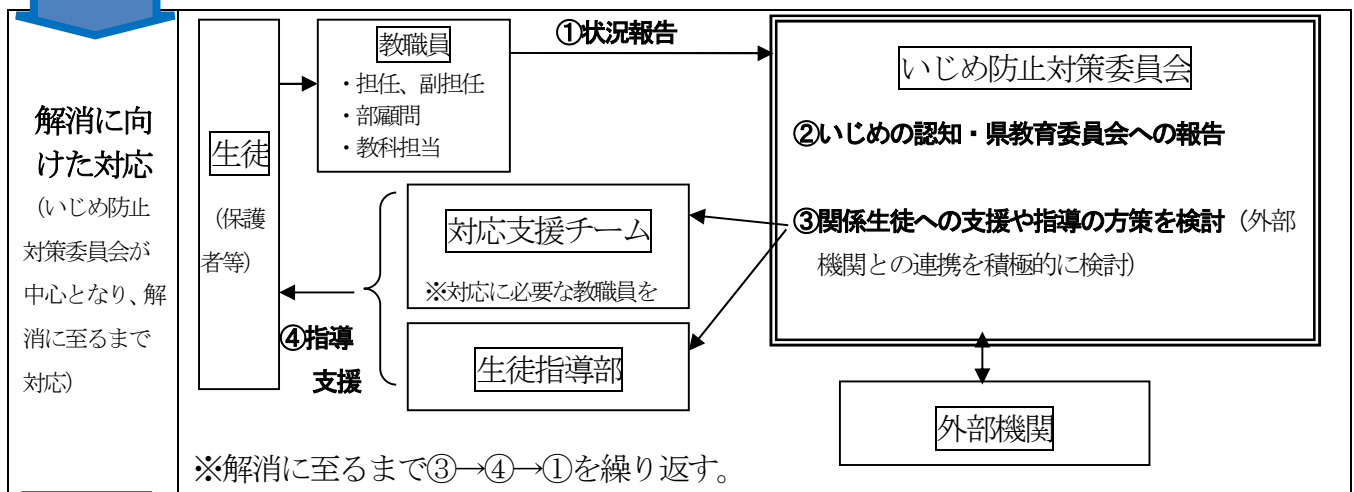 解消に向
けた対応
（いじめ防止
対策委員会が
中心となり、解
消に至るまで
対応）
生徒
（保護
者等）
教職員
・担任、副担任
・部顧問
・教科担当
①状況報告
いじめ防止対策委員会
②いじめの認知・県教育委員会への報告
③関係生徒への支援や指導の方策を検討（外部
機関との連携を積極的に検討）
対応支援チーム
※対応に必要な教職員を
④指導
支援
生徒指導部
外部機関
※解消に至るまで③→④→①を繰り返す。